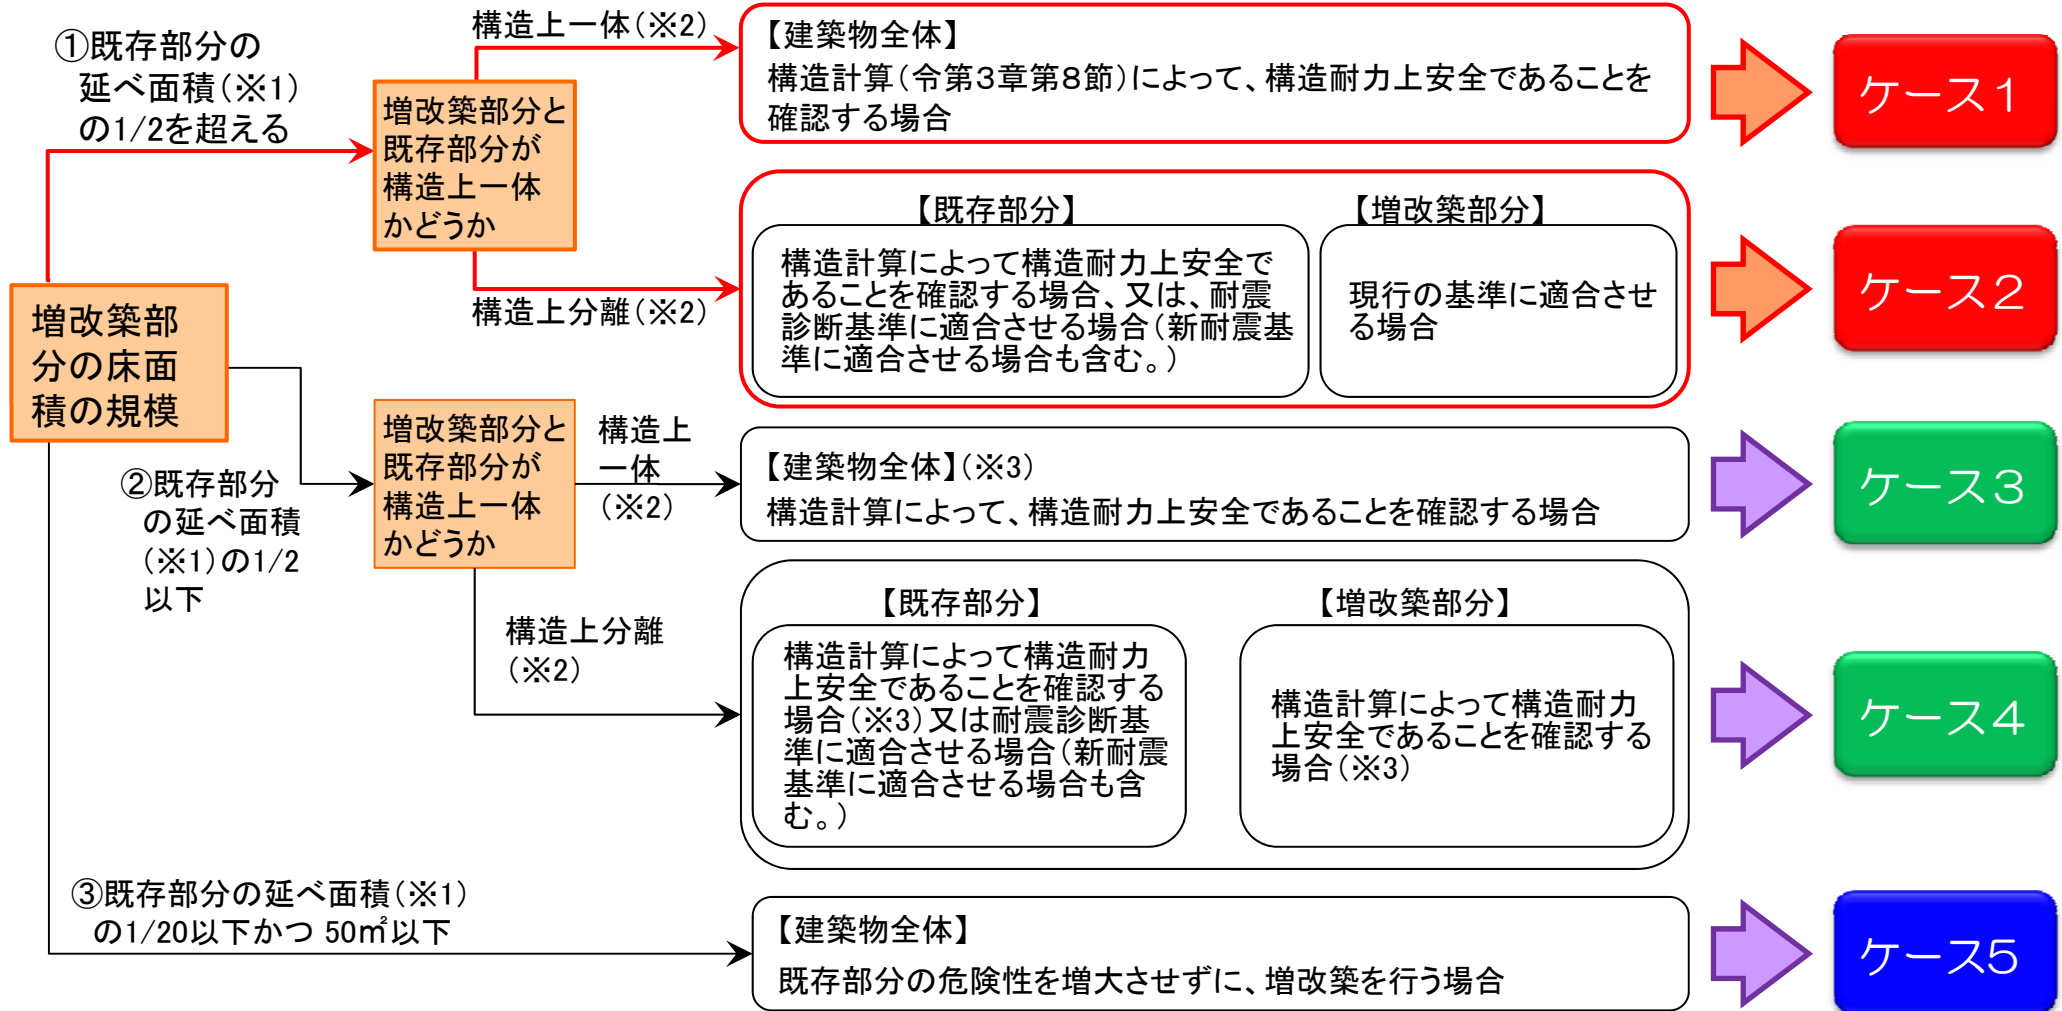 ①既存部分の
延べ面積(※1)
の1/2を超える
構造上一体(※2)
【建築物全体】
構造計算(令第3章第8節)によって、構造耐力上安全であることを
確認する場合
ケース1
増改築部分と
既存部分が
構造上一体
かどうか
構造上分離(※2)
【既存部分】
構造計算によって構造耐力上安全で
あることを確認する場合、又は、耐震
診断基準に適合させる場合(新耐震基
準に適合させる場合も含む。)
【増改築部分】
現行の基準に適合させ
る場合
ケース2
増改築部
分の床面
積の規模
②既存部分
の延べ面積
(※1)の1/2
以下
増改築部分と
既存部分が
構造上一体
かどうか
構造上
一体
(※2)
【建築物全体】(※3)
構造計算によって、構造耐力上安全であることを確認する場合
ケース3
構造上分離
(※2)
【既存部分】
構造計算によって構造耐力
上安全であることを確認する
場合(※3)又は耐震診断基
準に適合させる場合(新耐震
基準に適合させる場合も含
む。)
【増改築部分】
構造計算によって構造耐力
上安全であることを確認する
場合(※3)
ケース4
③既存部分の延べ面積(※1)
の1/20以下かつ 50㎡以下
【建築物全体】
既存部分の危険性を増大させずに、増改築を行う場合
ケース5